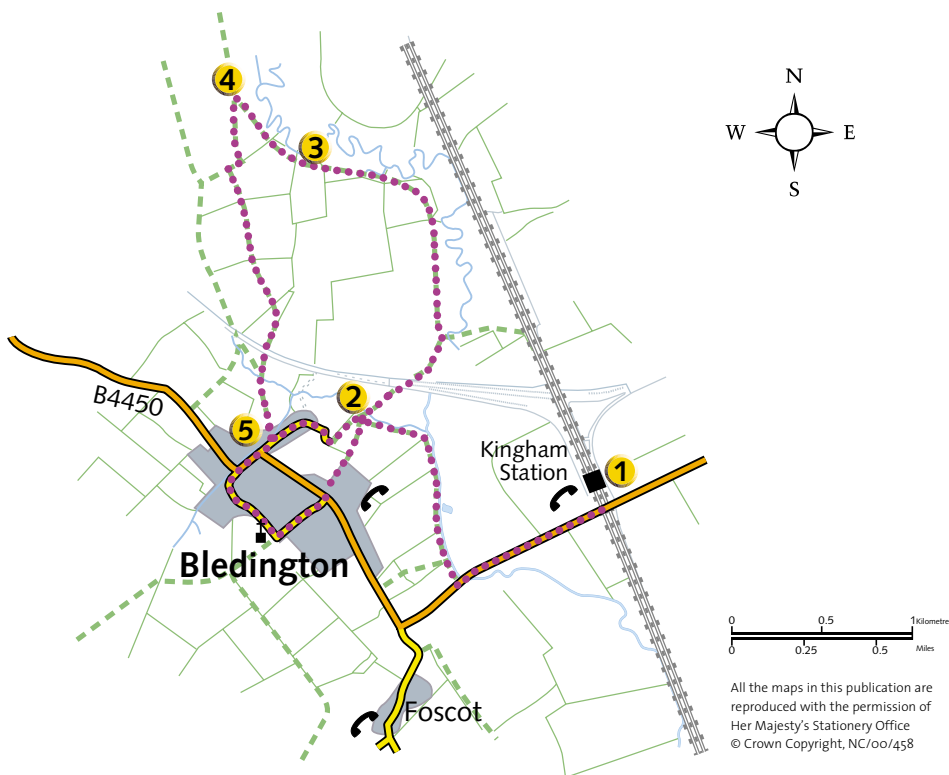 4
3
N
W
E
S
B4450
2
5
Kingham
Station
1
Bledington
0
0.5
1 Kilometre
0
0.25
0.5
Miles
Foscot
All the maps in this publication are
reproduced with the permission of
Her Majesty's Stationery Office
© Crown Copyright, NC/00/458